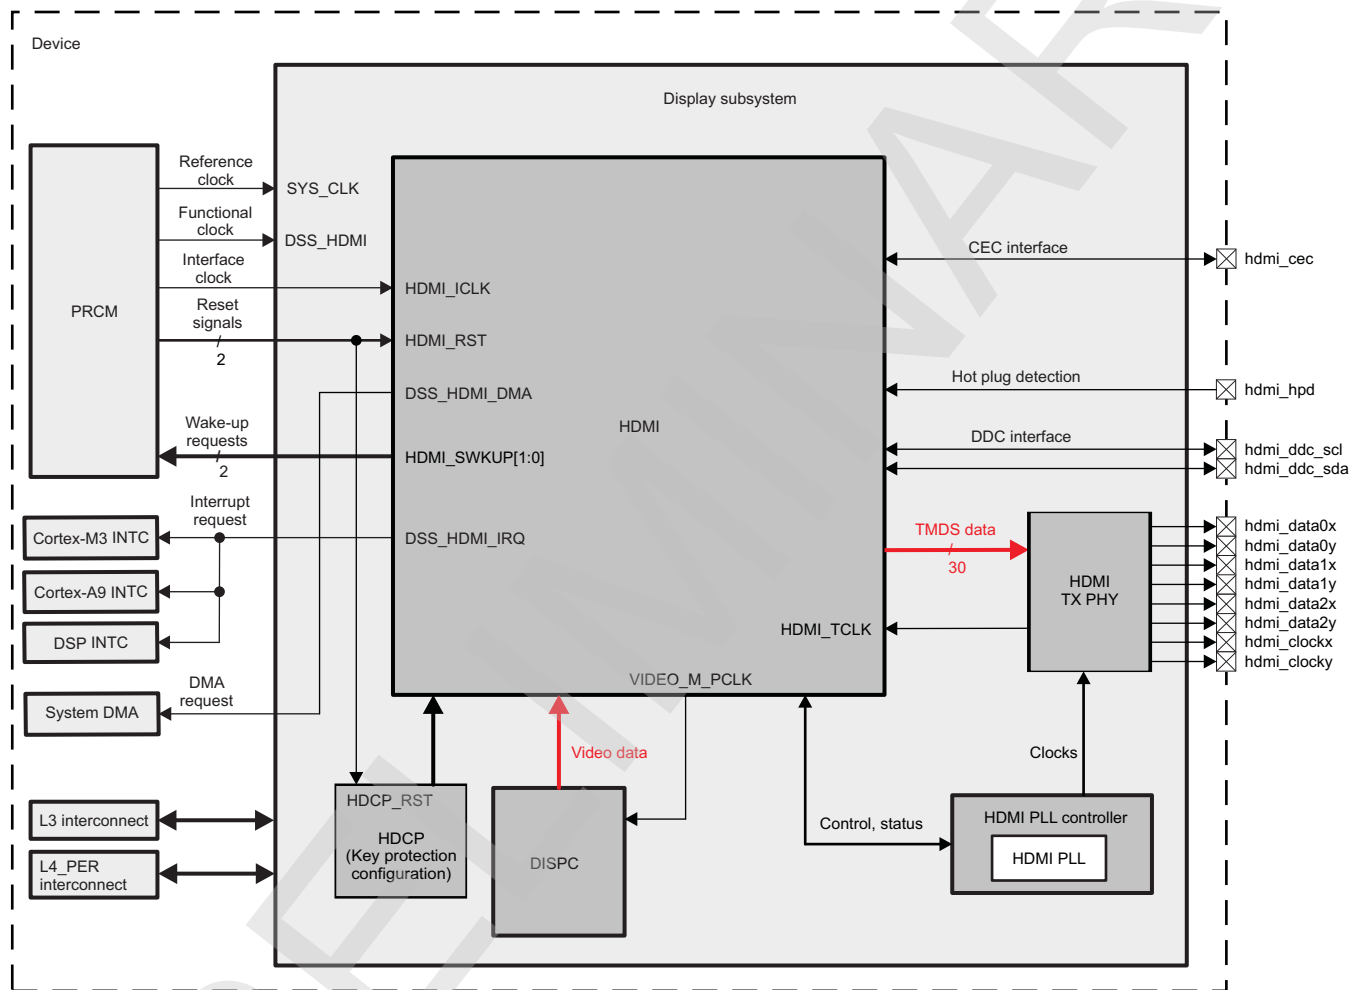 Device
Display subsystem
PRCM
Reference
clock
SYS_CLK
Functional
clock
DSS_HDMI
Interface
clock
HDMI_ICLK
Reset
signals
2
HDMI_RST
DSS_HDMI_DMA
Wake-up
requests
2
HDMI_SWKUP[1:0]
Interrupt
request
DSS_HDMI_IRQ
HDMI
CEC interface
hdmi_cec
Hot plug detection
hdmi_hpd
DDC interface
hdmi_ddc_scl
hdmi_ddc_sda
TMDS data
30
HDMI
TX PHY
hdmi_data0x
hdmi_data0y
hdmi_data1x
hdmi_data1y
hdmi_data2x
hdmi_data2y
hdmi_clockx
hdmi_clocky
HDMI_TCLK
VIDEO_M_PCLK
Cortex-M3 INTC
Cortex-A9 INTC
DSP INTC
DMA
request
System DMA
Video data
Clocks
L3 interconnect
L4_PER
interconnect
HDCP_RST
HDCP
(Key protection
configuration)
DISPC
Control, status
HDMI PLL controller
HDMI PLL